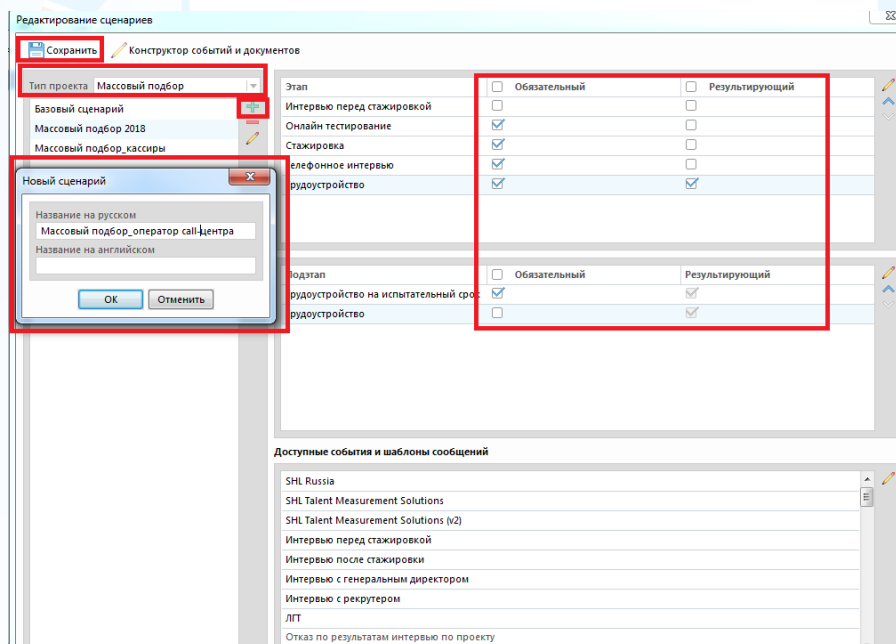 Редактирование сценариев
Сохранить Конструктор событий и документов
Тип проекта Массовый подбор
Базовый сценарий
Массовый подбор 2018
Массовый подбор_кассиры
Новый сценарий
Название на русском
Массовый подбор_оператор call-центра
Название на английском
ОК Отменить
Этап Обязательный Результирующий
Интервью перед стажировкой
Онлайн тестирование
Стажировка
елефонное интервью
рудоустройство
Подэтап Обязательный Результирующий
рудоустройство на испытательный срок
рудоустройство
Доступные события и шаблоны сообщений
SHL Russia
SHL Talent Measurement Solutions
SHL Talent Measurement Solutions (v2)
Интервью перед стажировкой
Интервью после стажировки
Интервью с генеральным директором
Интервью с рекрутером
ЛГТ
Отказ по результатам интервью по проекту